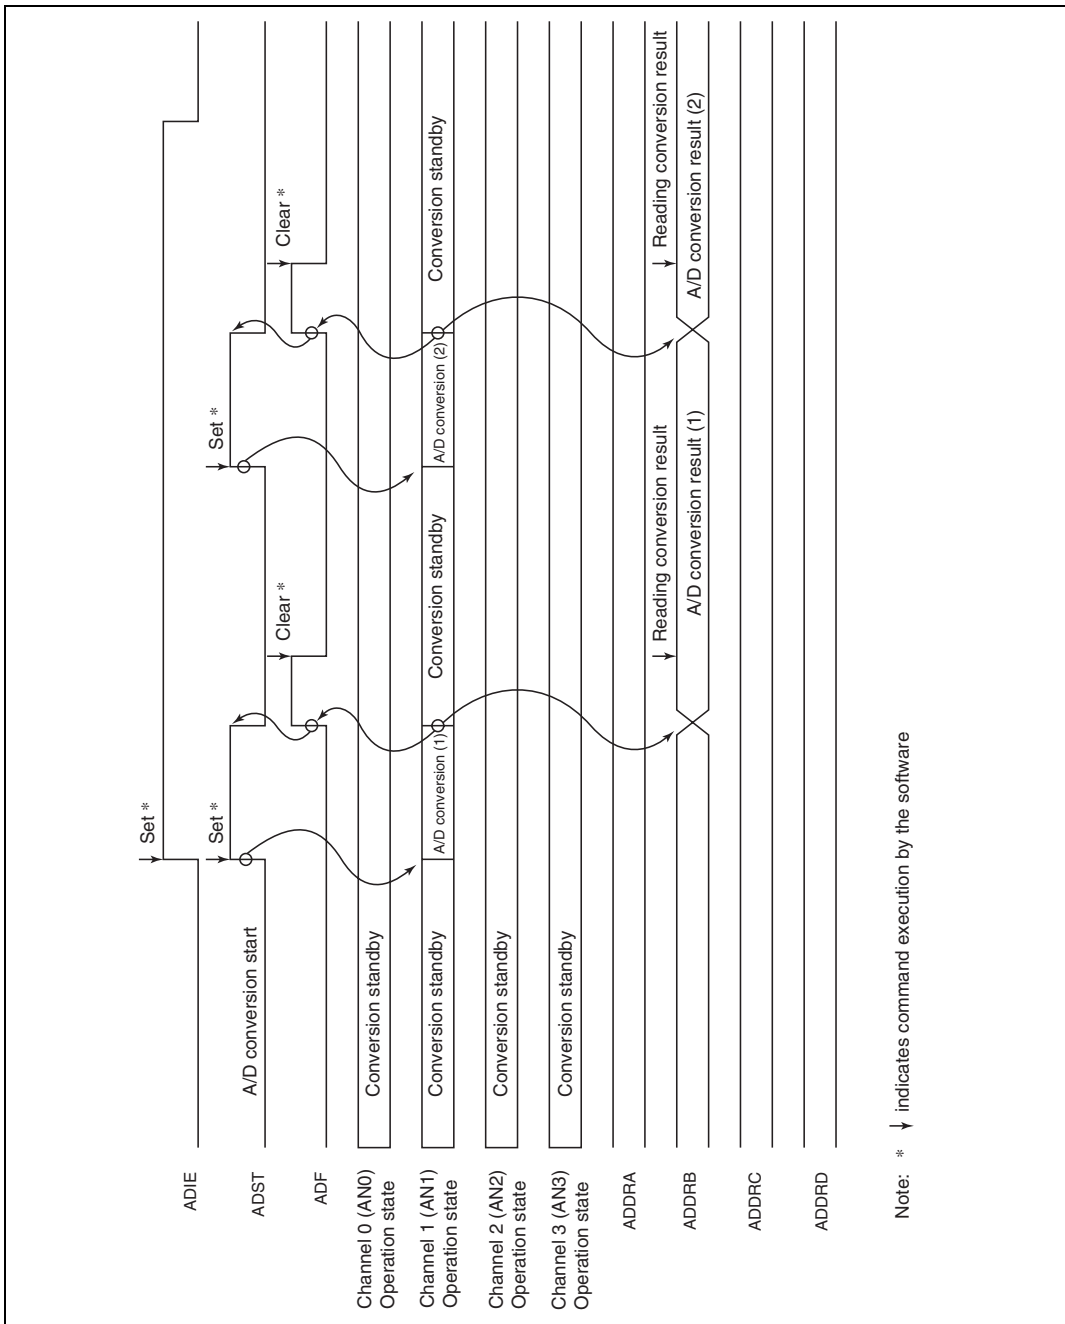 ADIE
Set *
ADST
A/D conversion start
Set *
Set *
ADF
Clear *
Clear *
Channel 0 (AN0)
Operation state
Conversion standby
Channel 1 (AN1)
Operation state
Conversion standby
A/D conversion (1)
Conversion standby
A/D conversion (2)
Conversion standby
Channel 2 (AN2)
Operation state
Conversion standby
Channel 3 (AN3)
Operation state
Conversion standby
ADDRA
Reading conversion result
Reading conversion result
ADDRB
A/D conversion result (1)
A/D conversion result (2)
ADDRC
ADDRD
Note: * ↓ indicates command execution by the software